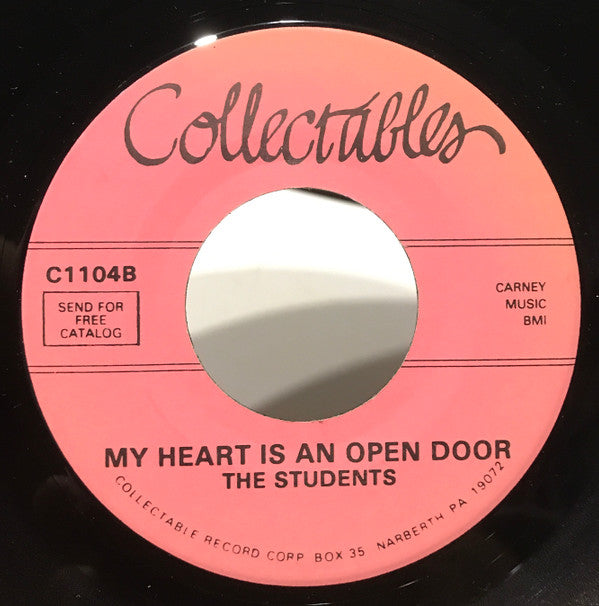 Collectables
C1104B
SEND FOR
FREE
CATALOG
CARNEY
MUSIC
BMI
MY HEART IS AN OPEN DOOR
THE STUDENTS
COLLECTABLE RECORD CORP BOX 35 NARBERTH PA 19072